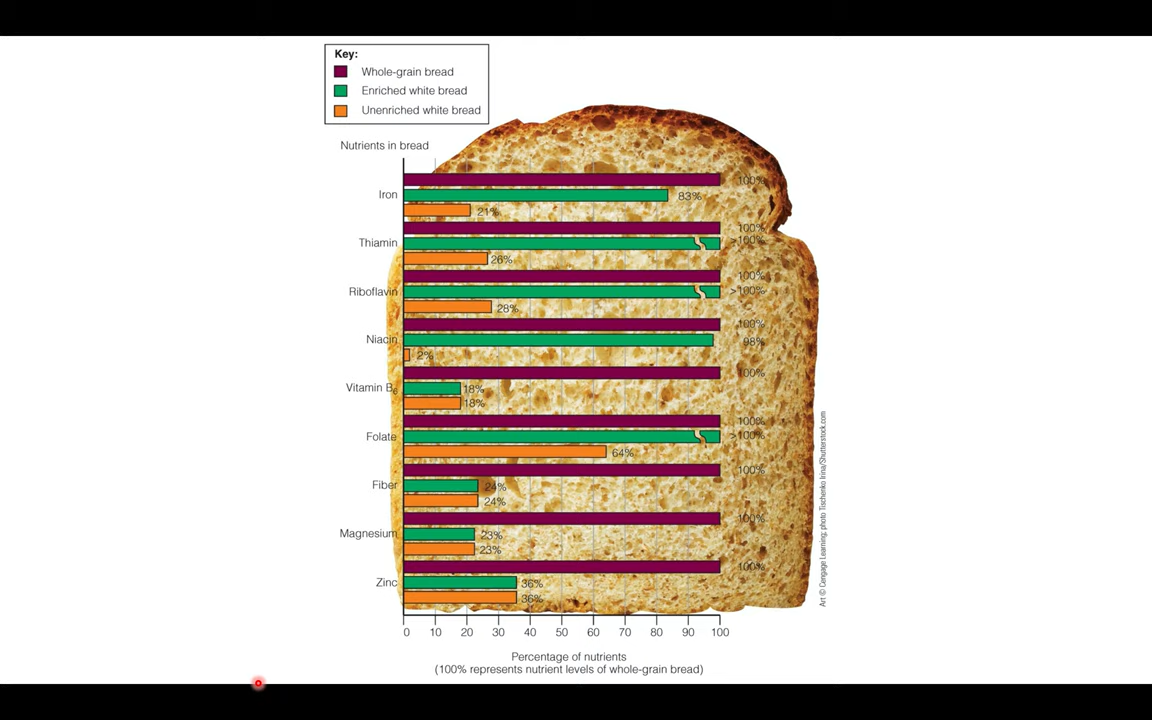 Key:
Whole-grain bread
Enriched white bread
Unenriched white bread
Nutrients in bread
100%
Iron
83%
21%
100%
Thiamin
>100%
26%
100%
Riboflavin
>100%
28%
100%
Niacin
98%
2%
100%
Vitamin B6
18%
18%
100%
Folate
>100%
64%
100%
Fiber
24%
24%
100%
Magnesium
23%
23%
100%
Zinc
36%
36%
0 10 20 30 40 50 60 70 80 90 100
Percentage of nutrients
(100% represents nutrient levels of whole-grain bread)
Art © Cengage Learning; photo Tischenko Irina/Shutterstock.com